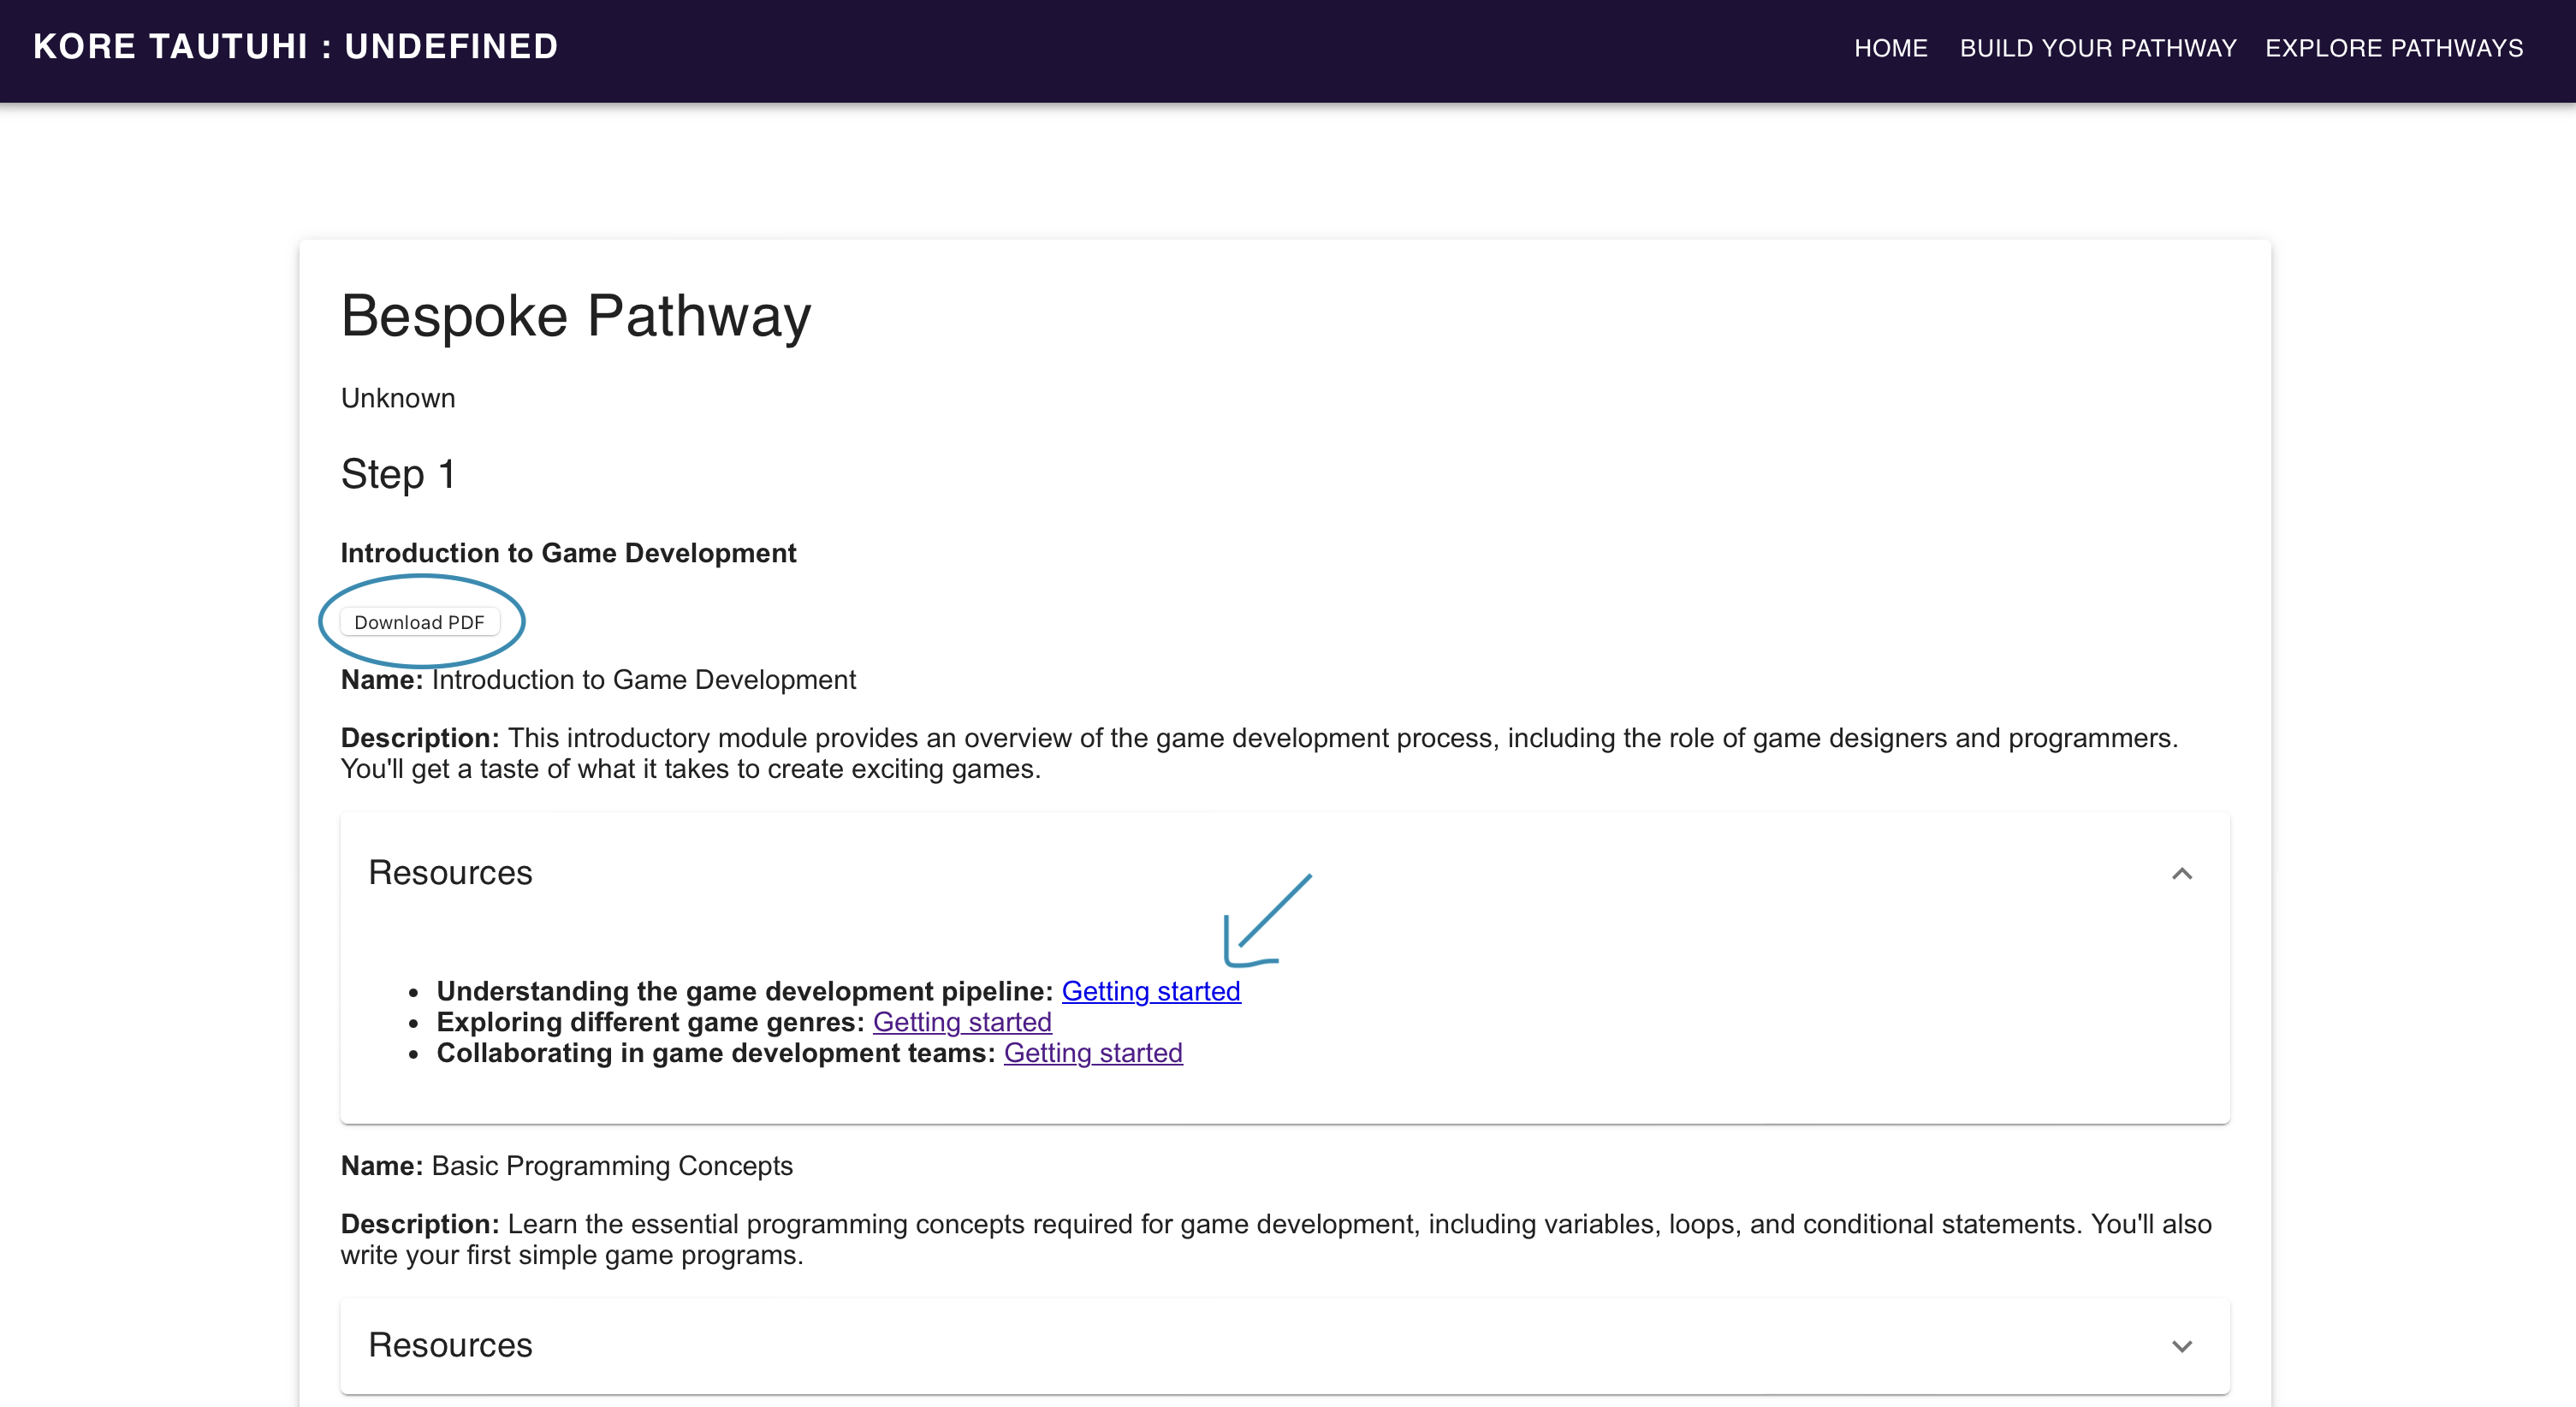 KORE TAUTUHI : UNDEFINED
HOME BUILD YOUR PATHWAY EXPLORE PATHWAYS
Bespoke Pathway
Unknown
Step 1
Introduction to Game Development
Download PDF
Name: Introduction to Game Development
Description: This introductory module provides an overview of the game development process, including the role of game designers and programmers.
You'll get a taste of what it takes to create exciting games.
Resources
• Understanding the game development pipeline: Getting started
• Exploring different game genres: Getting started
• Collaborating in game development teams: Getting started
Name: Basic Programming Concepts
Description: Learn the essential programming concepts required for game development, including variables, loops, and conditional statements. You'll also
write your first simple game programs.
Resources